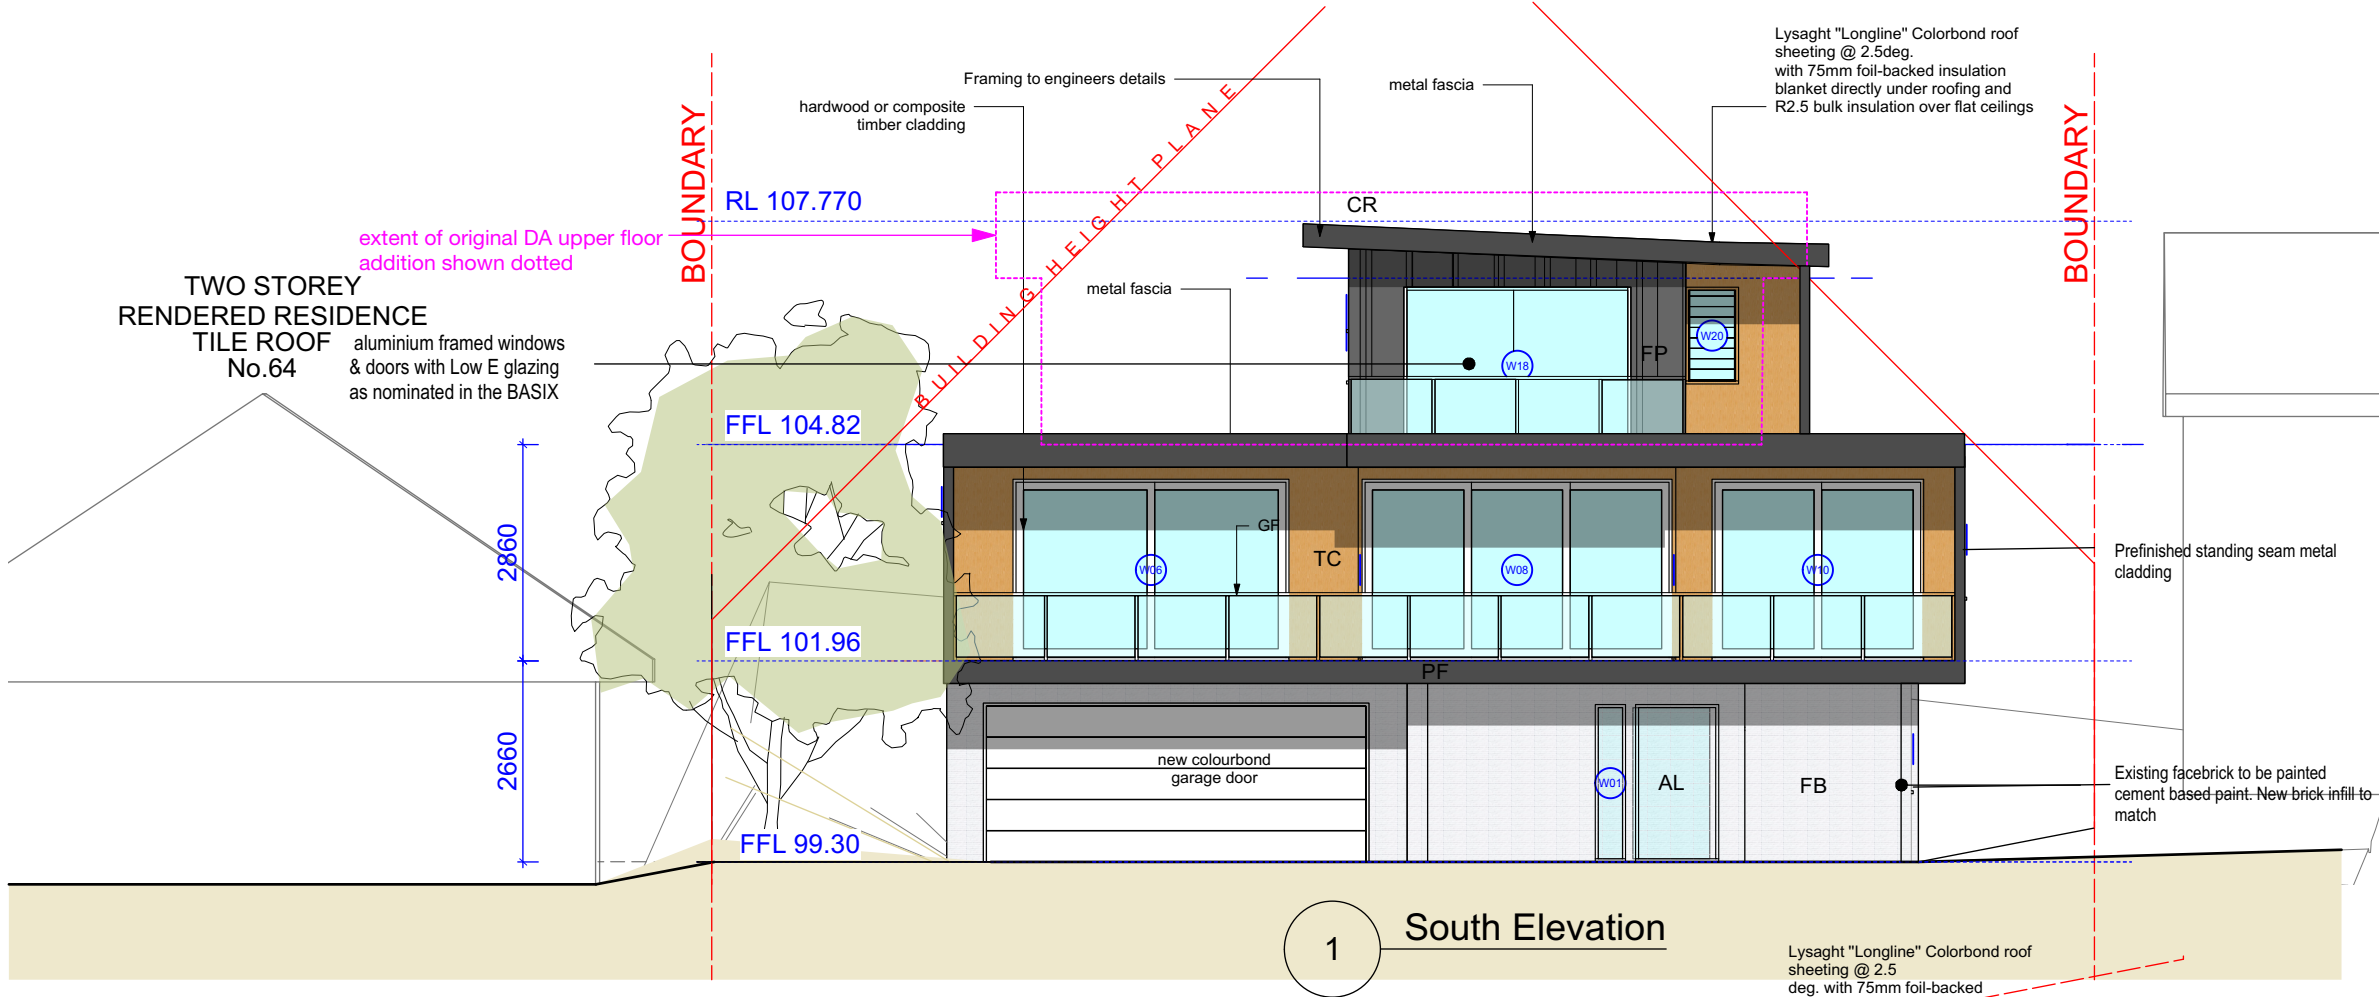 Lysaght "Longline" Colorbond roof
sheeting @ 2.5deg.
with 75mm foil-backed insulation
blanket directly under roofing and
R2.5 bulk insulation over flat ceilings
Framing to engineers details
metal fascia
hardwood or composite
timber cladding
BUILDING HEIGHT PLANE
BOUNDARY
BOUNDARY
RL 107.770
CR
extent of original DA upper floor
addition shown dotted
TWO STOREY
RENDERED RESIDENCE
TILE ROOF
No.64
aluminium framed windows
& doors with Low E glazing
as nominated in the BASIX
metal fascia
W20
FP
W18
FFL 104.82
2860
GF
TC
W06
W08
W10
Prefinished standing seam metal
cladding
FFL 101.96
PF
2660
new colourbond
garage door
W01
AL
FB
Existing facebrick to be painted
cement based paint. New brick infill to
match
FFL 99.30
1
South Elevation
Lysaght "Longline" Colorbond roof
sheeting @ 2.5
deg. with 75mm foil-backed